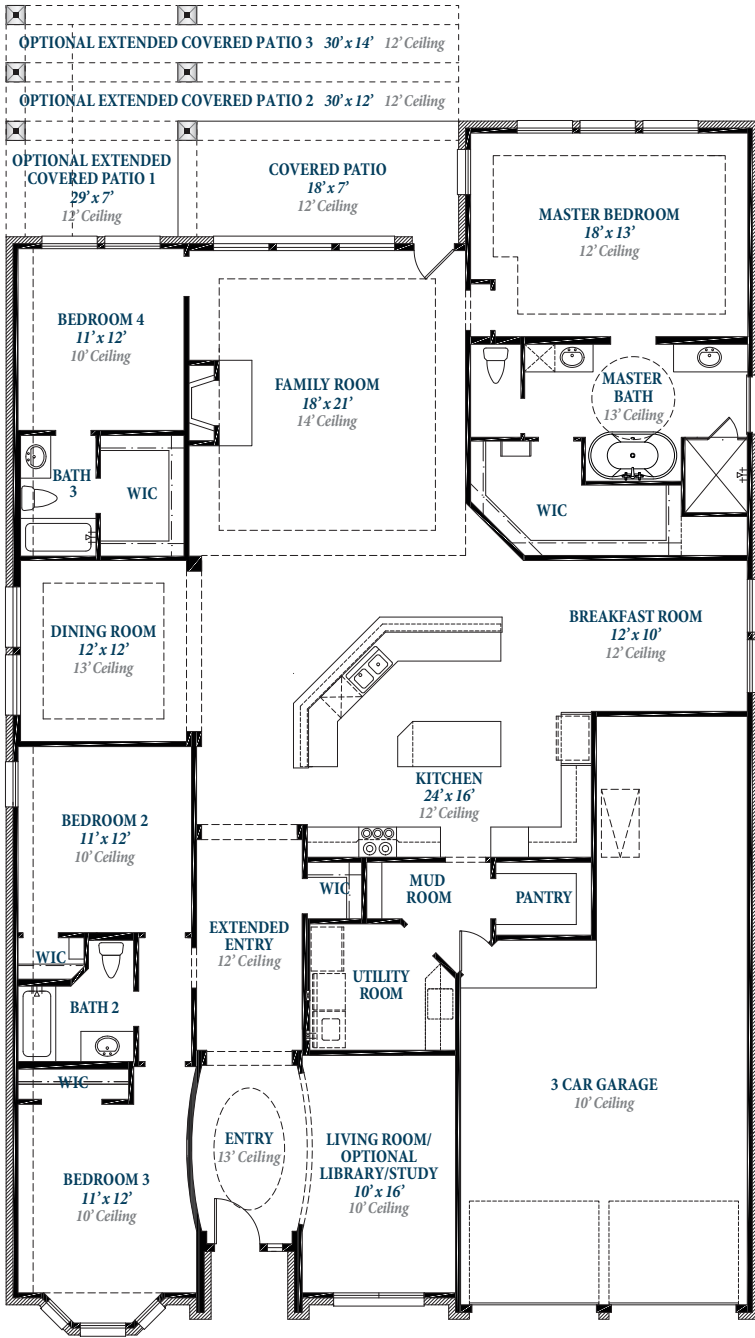 OPTIONAL EXTENDED COVERED PATIO 3 30' x 14' 12' Ceiling
OPTIONAL EXTENDED COVERED PATIO 2 30' x 12' 12' Ceiling
OPTIONAL EXTENDED
COVERED PATIO 1
29' x 7'
12' Ceiling
COVERED PATIO
18' x 7'
12' Ceiling
MASTER BEDROOM
18' x 13'
12' Ceiling
BEDROOM 4
11' x 12'
10' Ceiling
FAMILY ROOM
18' x 21'
14' Ceiling
MASTER
BATH
13' Ceiling
BATH
3
WIC
WIC
DINING ROOM
12' x 12'
13' Ceiling
BREAKFAST ROOM
12' x 10'
12' Ceiling
KITCHEN
24' x 16'
12' Ceiling
BEDROOM 2
11' x 12'
10' Ceiling
WIC
MUD
ROOM
PANTRY
EXTENDED
ENTRY
12' Ceiling
WIC
UTILITY
ROOM
BATH 2
WIC
3 CAR GARAGE
10' Ceiling
ENTRY
13' Ceiling
LIVING ROOM/
OPTIONAL
LIBRARY/STUDY
10' x 16'
10' Ceiling
BEDROOM 3
11' x 12'
10' Ceiling